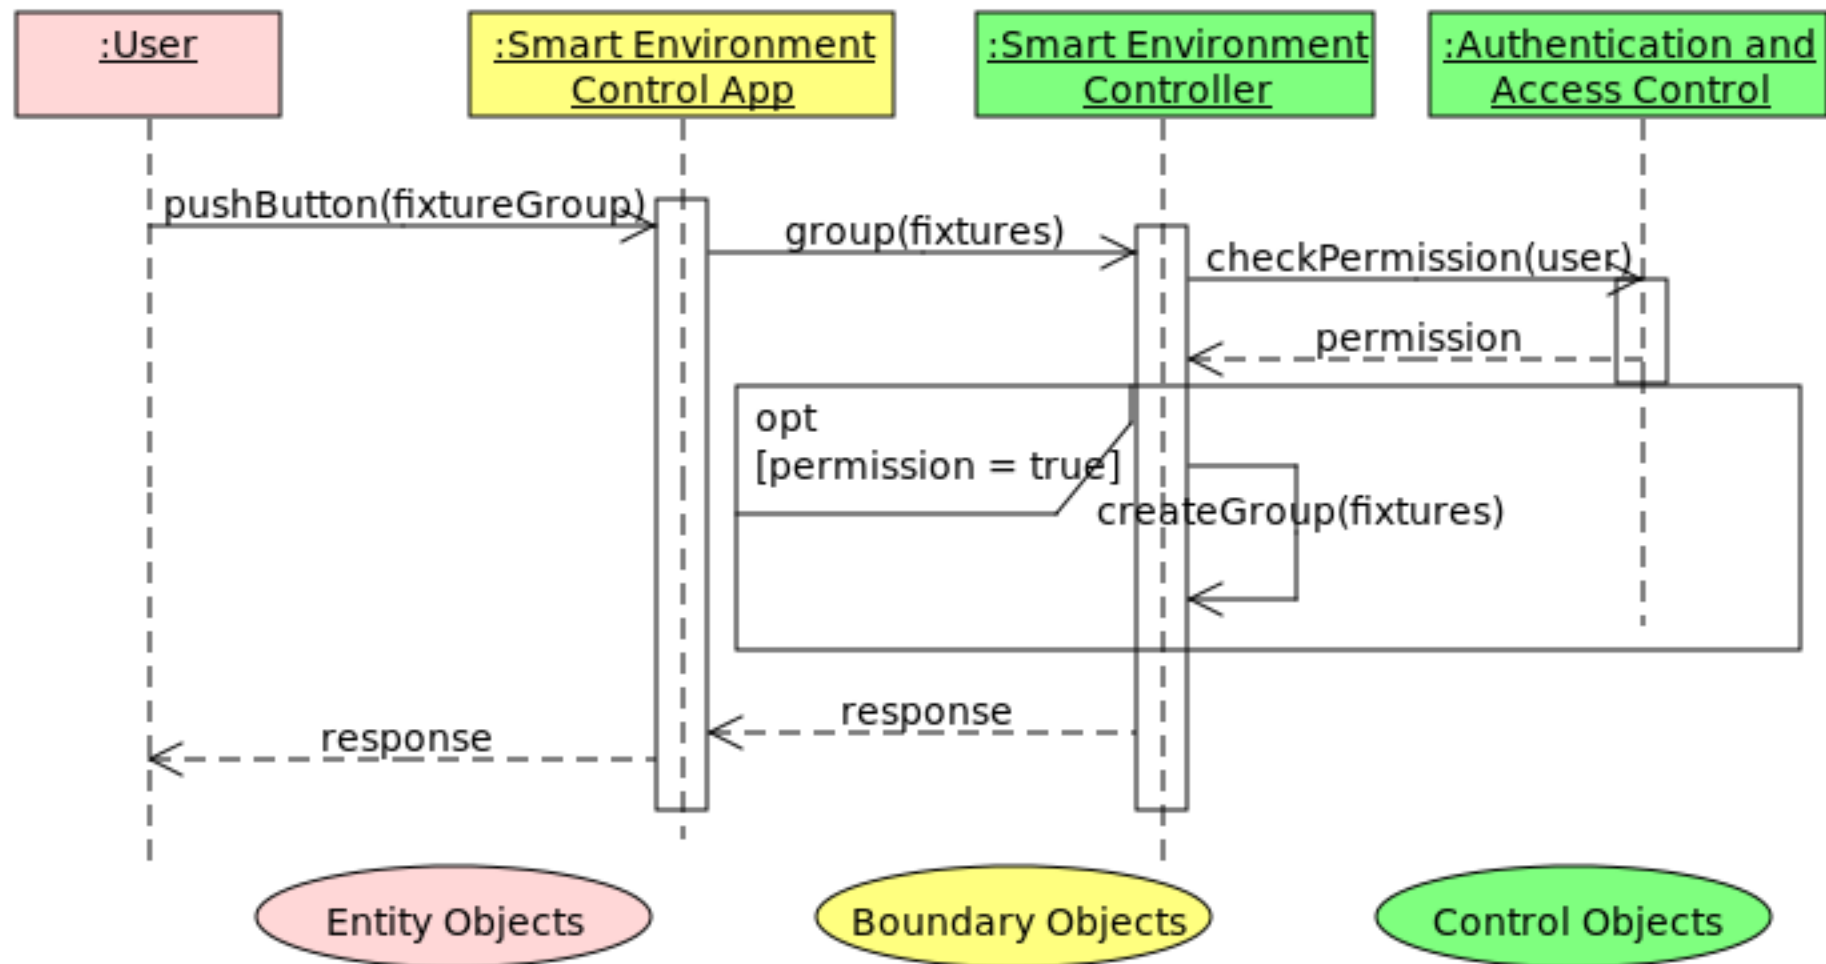 :User
:Smart Environment
Control App
:Smart Environment
Controller
:Authentication and
Access Control
pushButton(fixtureGroup)
group(fixtures)
checkPermission(user)
permission
opt
[permission = true]
createGroup(fixtures)
response
response
Entity Objects
Boundary Objects
Control Objects